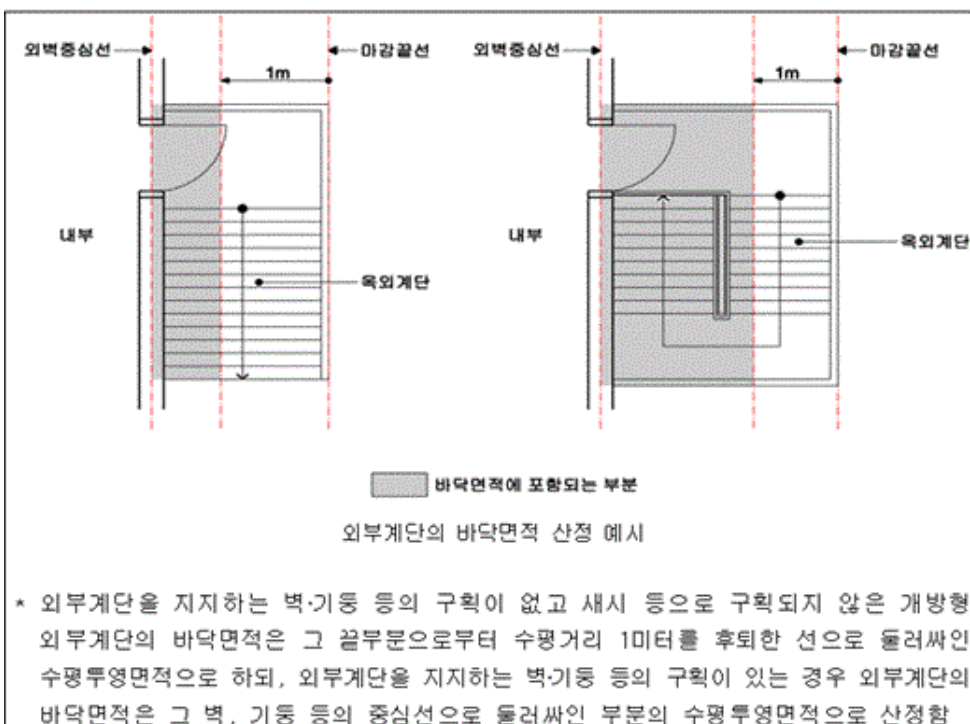 외벽중심선
마감끝선
1m
내부
옥외계단
외벽중심선
마감끝선
1m
내부
옥외계단
바닥면적에 포함되는 부분
외부계단의 바닥면적 산정 예시
* 외부계단을 지지하는 벽·기둥 등의 구획이 없고 새시 등으로 구획되지 않은 개방형
외부계단의 바닥면적은 그 끝부분으로부터 수평거리 1미터를 후퇴한 선으로 둘러싸인
수평투영면적으로 하되, 외부계단을 지지하는 벽·기둥 등의 구획이 있는 경우 외부계단의
바닥면적은 그 벽, 기둥 등의 중심선으로 둘러싸인 부분의 수평투영면적으로 산정함